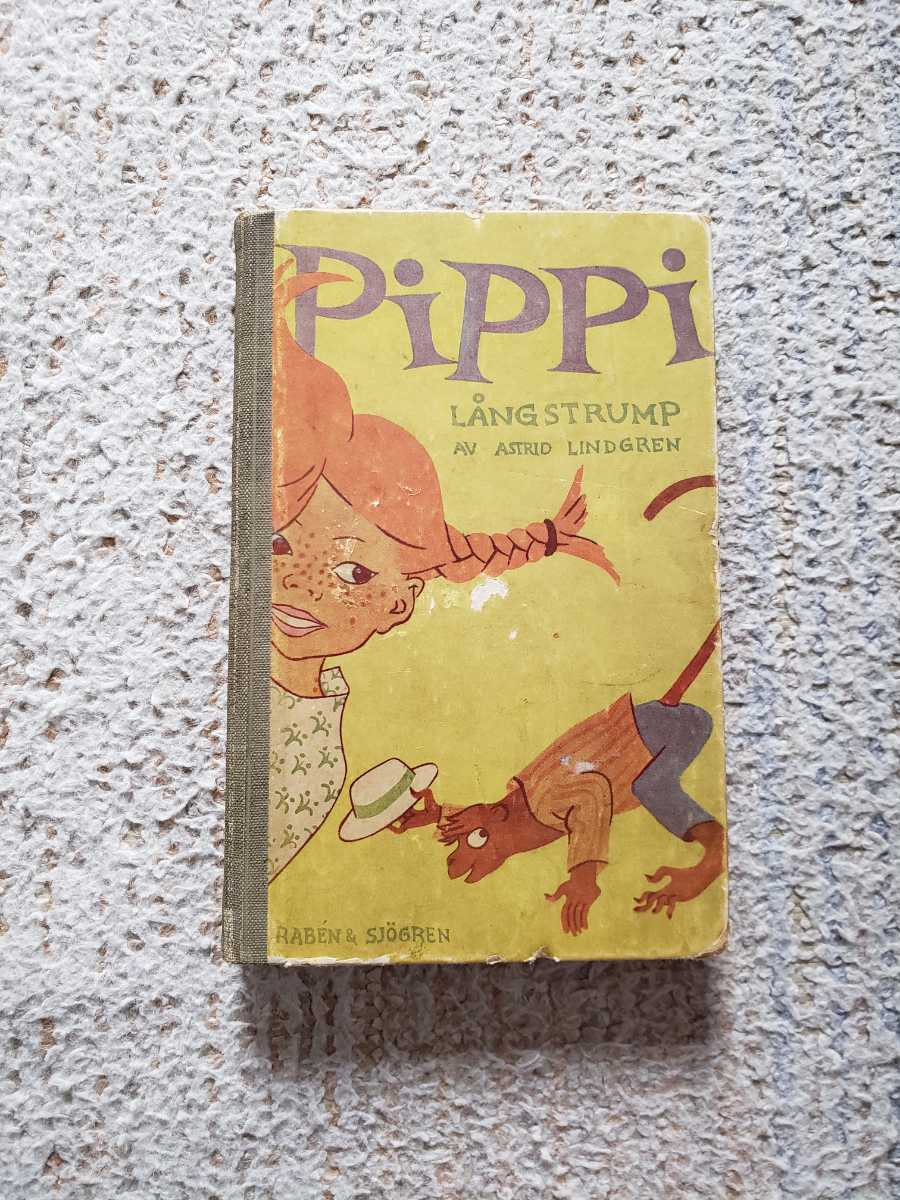 PiPPi
LÅNGSTRUMP
AV ASTRID LINDGREN
RABÉN & SJÖGREN